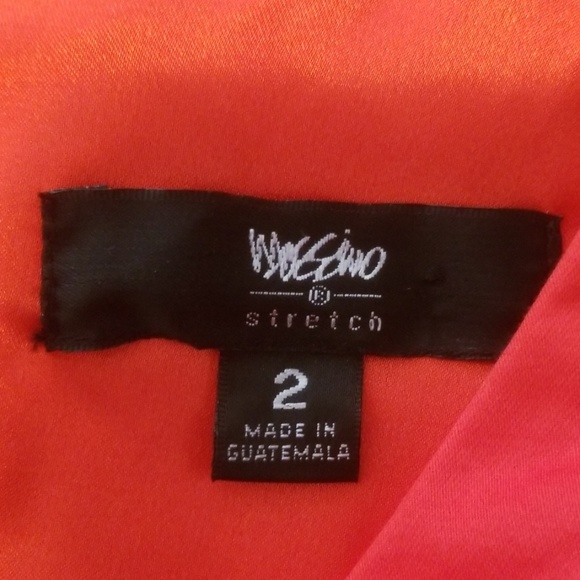 mossimo
®
stretch
2
MADE IN
GUATEMALA